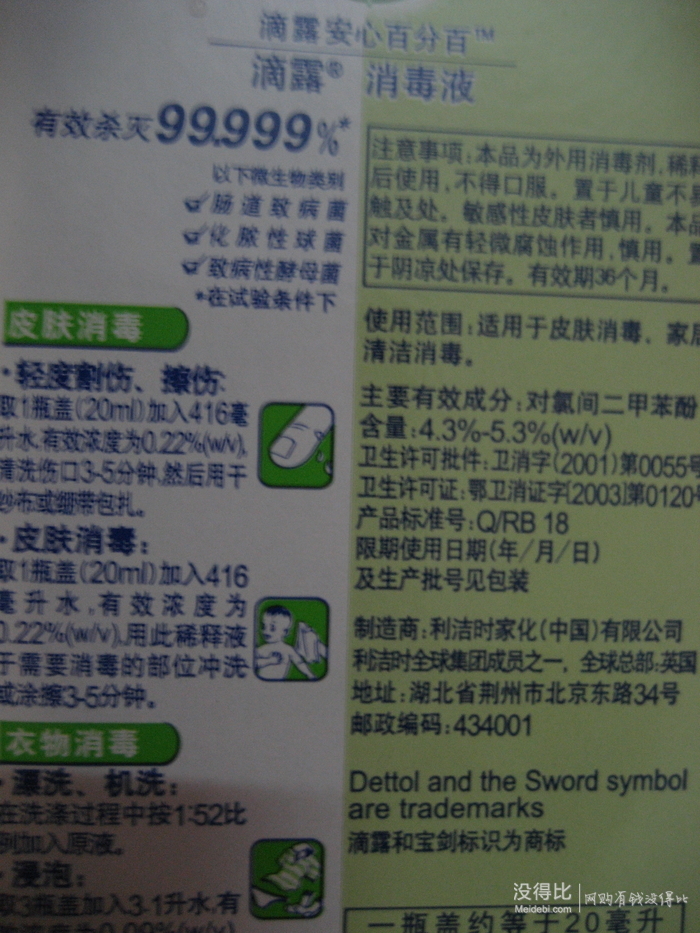 滴露安心百分百™
滴露® 消毒液
有效杀灭99.999%*
以下微生物类别
肠道致病菌
化脓性球菌
致病性酵母菌
*在试验条件下
皮肤消毒
·轻度割伤、擦伤:
取1瓶盖(20ml)加入416毫
升水,有效浓度为0.22%(w/v),
清洗伤口3-5分钟,然后用干
纱布或绷带包扎。
·皮肤消毒:
取1瓶盖(20ml)加入416
毫升水,有效浓度为
0.22%(w/v),用此稀释液
于需要消毒的部位冲洗
或涂擦3-5分钟。
衣物消毒
·漂洗、机洗:
在洗涤过程中按1:52比
例加入原液。
·浸泡:
取3瓶盖加入3.1升水,有
注意事项:本品为外用消毒剂,稀释
后使用,不得口服。置于儿童不
触及处。敏感性皮肤者慎用。本品
对金属有轻微腐蚀作用,慎用。置
于阴凉处保存。有效期36个月。
使用范围:适用于皮肤消毒、家居
清洁消毒。
主要有效成分:对氯间二甲苯酚
含量:4.3%-5.3%(w/v)
卫生许可批件:卫消字(2001)第0055号
卫生许可证:鄂卫消证字[2003]第0120
产品标准号:Q/RB 18
限期使用日期(年/月/日)
及生产批号见包装
制造商:利洁时家化(中国)有限公司
利洁时全球集团成员之一, 全球总部:英国
地址:湖北省荆州市北京东路34号
邮政编码:434001
Dettol and the Sword symbol
are trademarks
滴露和宝剑标识为商标
一瓶盖约等于20毫升
没得比
Meidebi.com
网购有钱没得比